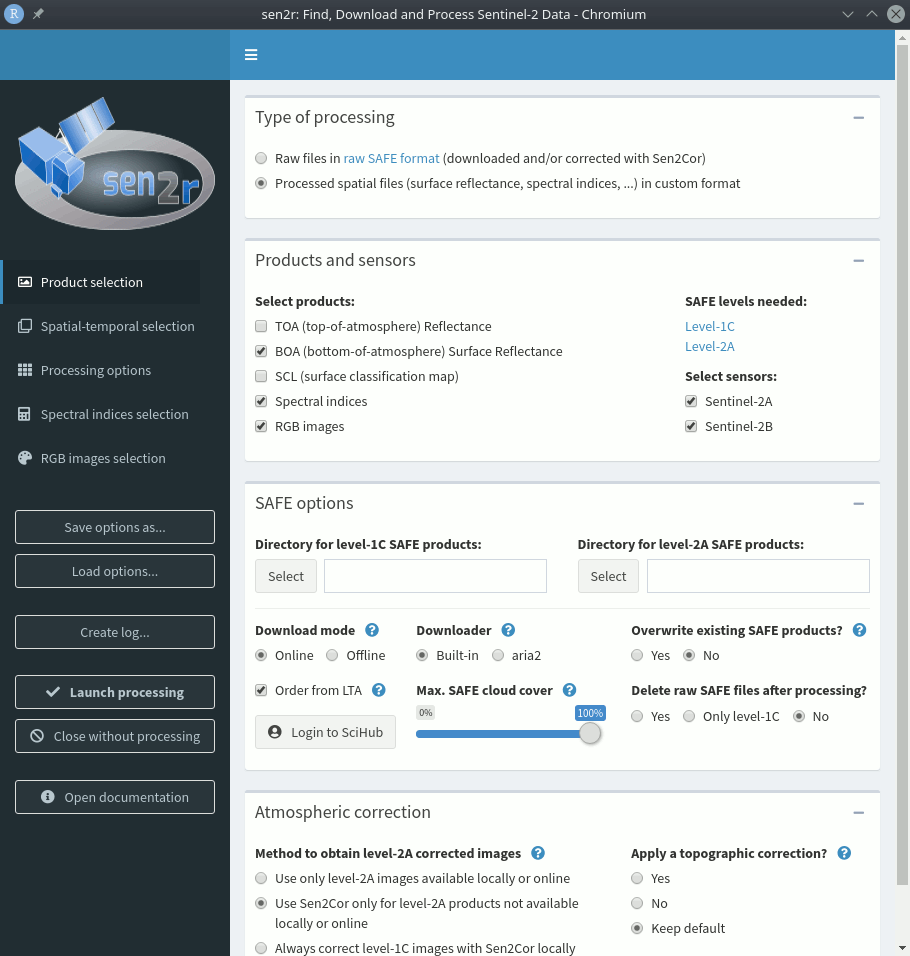 R
sen2r: Find, Download and Process Sentinel-2 Data - Chromium
sen2r
Product selection
Spatial-temporal selection
Processing options
Spectral indices selection
RGB images selection
Save options as...
Load options...
Create log...
Launch processing
Close without processing
Open documentation
Type of processing
Raw files in raw SAFE format (downloaded and/or corrected with Sen2Cor)
Processed spatial files (surface reflectance, spectral indices, ...) in custom format
Products and sensors
Select products:
TOA (top-of-atmosphere) Reflectance
BOA (bottom-of-atmosphere) Surface Reflectance
SCL (surface classification map)
Spectral indices
RGB images
SAFE levels needed:
Level-1C
Level-2A
Select sensors:
Sentinel-2A
Sentinel-2B
SAFE options
Directory for level-1C SAFE products:
Select
Directory for level-2A SAFE products:
Select
Download mode ?
Online Offline
Order from LTA ?
Login to SciHub
Downloader ?
Built-in aria2
Max. SAFE cloud cover ?
0% 100%
Overwrite existing SAFE products? ?
Yes No
Delete raw SAFE files after processing?
Yes Only level-1C No
Atmospheric correction
Method to obtain level-2A corrected images ?
Use only level-2A images available locally or online
Use Sen2Cor only for level-2A products not available
locally or online
Always correct level-1C images with Sen2Cor locally
Apply a topographic correction? ?
Yes
No
Keep default